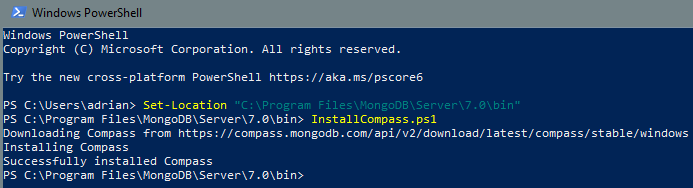 Windows PowerShell
Windows PowerShell
Copyright (C) Microsoft Corporation. All rights reserved.
Try the new cross-platform PowerShell https://aka.ms/pscore6
PS C:\Users\adrian> Set-Location "C:\Program Files\MongoDB\Server\7.0\bin"
PS C:\Program Files\MongoDB\Server\7.0\bin> InstallCompass.ps1
Downloading Compass from https://compass.mongodb.com/api/v2/download/latest/compass/stable/windows
Installing Compass
Successfully installed Compass
PS C:\Program Files\MongoDB\Server\7.0\bin>